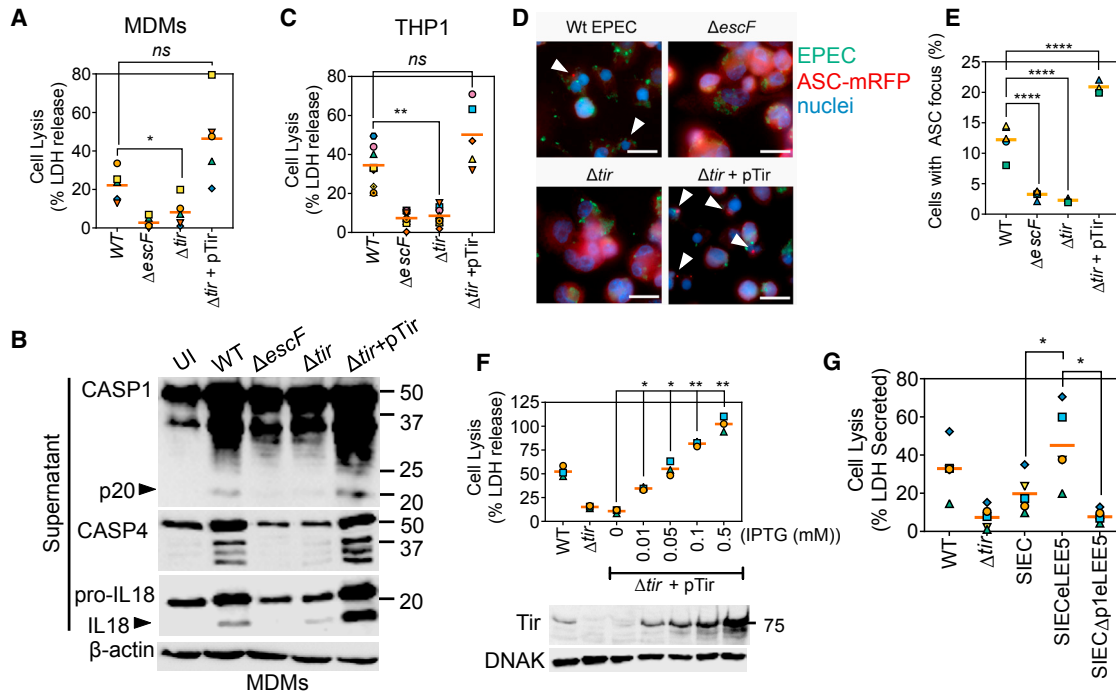 A
MDMs
ns
*
80
60
40
20
0
Cell Lysis
(% LDH release)
WT
ΔescF
Δtir
Δtir + pTir
C
THP1
ns
**
80
60
40
20
0
Cell Lysis
(% LDH release)
WT
ΔescF
Δtir
Δtir +pTir
D
Wt EPEC
ΔescF
Δtir
Δtir + pTir
EPEC
ASC-mRFP
nuclei
E
****
****
****
25
20
15
10
5
0
Cells with ASC focus (%)
WT
ΔescF
Δtir
Δtir + pTir
B
UI
WT
ΔescF
Δtir
Δtir+pTir
Supernatant
CASP1
50
37
25
p20
20
CASP4
50
37
pro-IL18
20
IL18
β-actin
MDMs
F
* * ** **
125
100
75
50
25
0
Cell Lysis
(% LDH release)
WT
Δtir
0
0.01
0.05
0.1
0.5
(IPTG (mM))
Δtir + pTir
Tir
75
DNAK
G
*
*
80
60
40
20
0
Cell Lysis
(% LDH Secreted)
WT
Δtir
SIEC
SIECeLEE5
SIECΔp1eLEE5